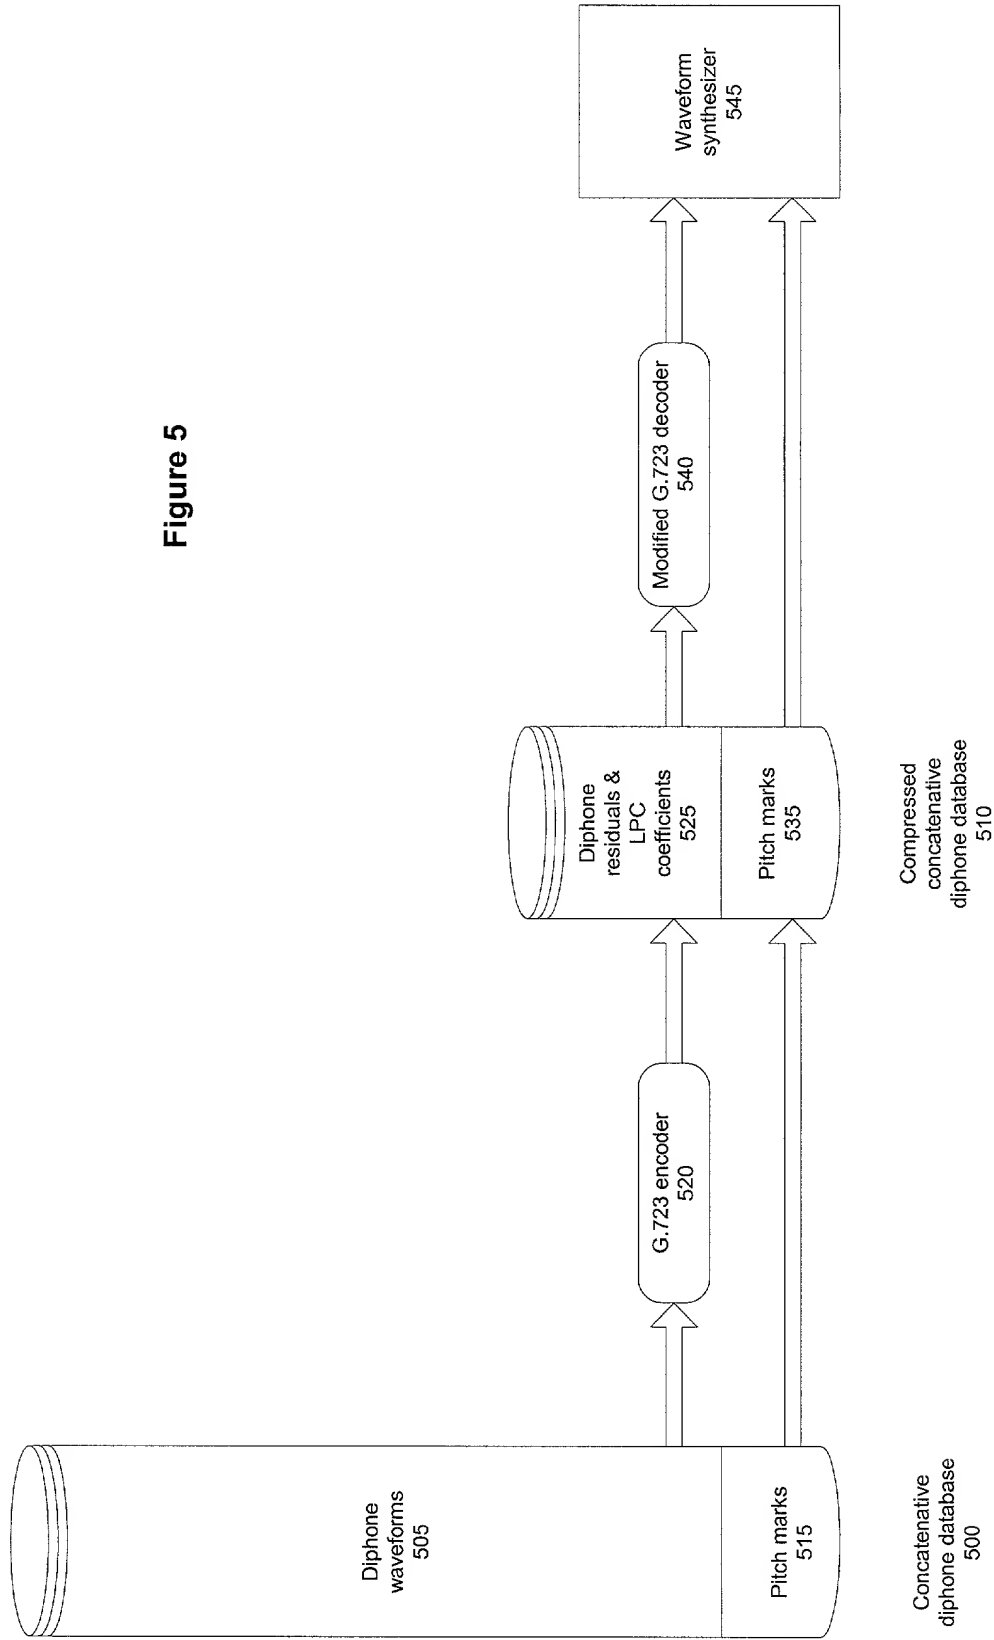 Figure 5
Diphone
waveforms
505
Pitch marks
515
Concatenative
diphone database
500
G.723 encoder
520
Diphone
residuals &
LPC
coefficients
525
Pitch marks
535
Compressed
concatenative
diphone database
510
Modified G.723 decoder
540
Waveform
synthesizer
545